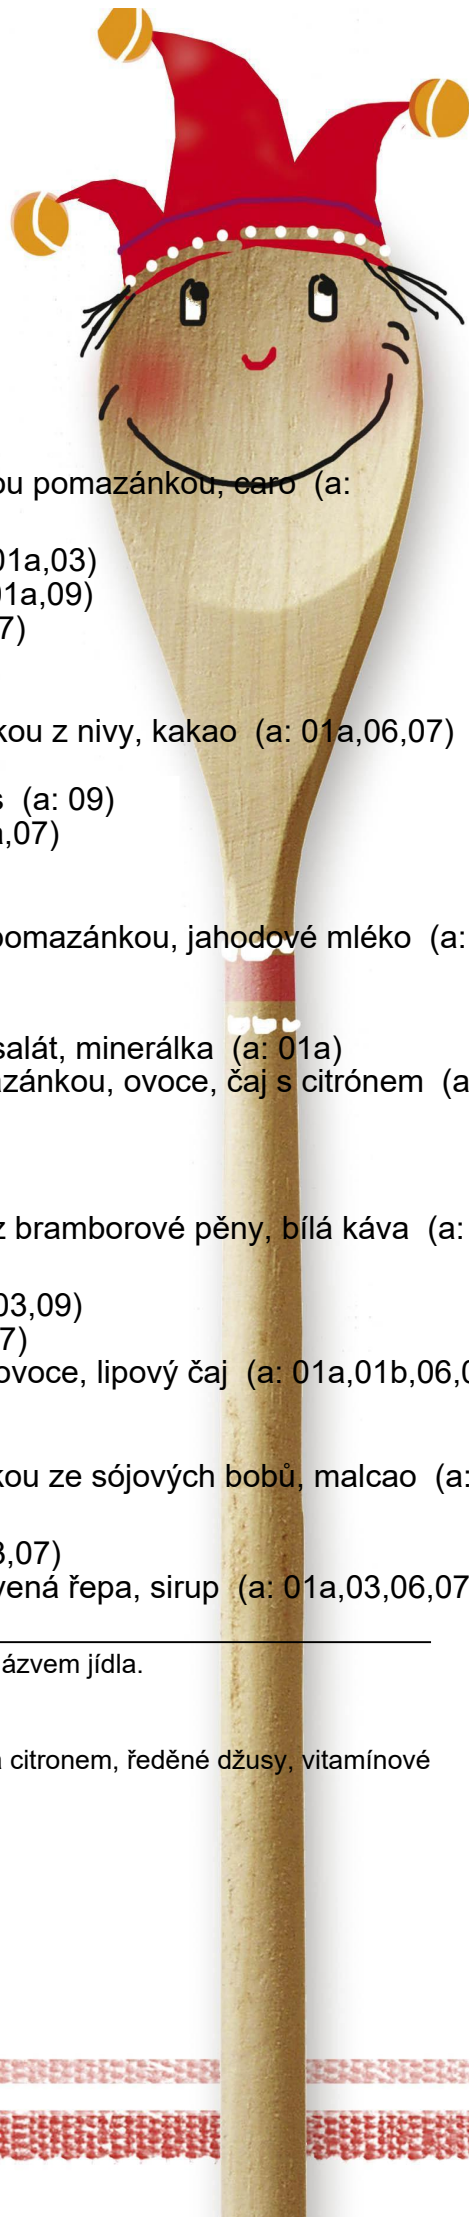 ou pomazánkou, caro (a:
01a,03)
01a,09)
7)
kou z nivy, kakao (a: 01a,06,07)
s (a: 09)
a,07)
pomazánkou, jahodové mléko (a:
salát, minerálka (a: 01a)
azánkou, ovoce, čaj s citrónem (a
z bramborové pěny, bílá káva (a:
03,09)
7)
ovoce, lipový čaj (a: 01a,01b,06,0
kou ze sójových bobů, malcao (a:
3,07)
vená řepa, sirup (a: 01a,03,06,07
názvem jídla.
a citronem, ředěné džusy, vitamínové